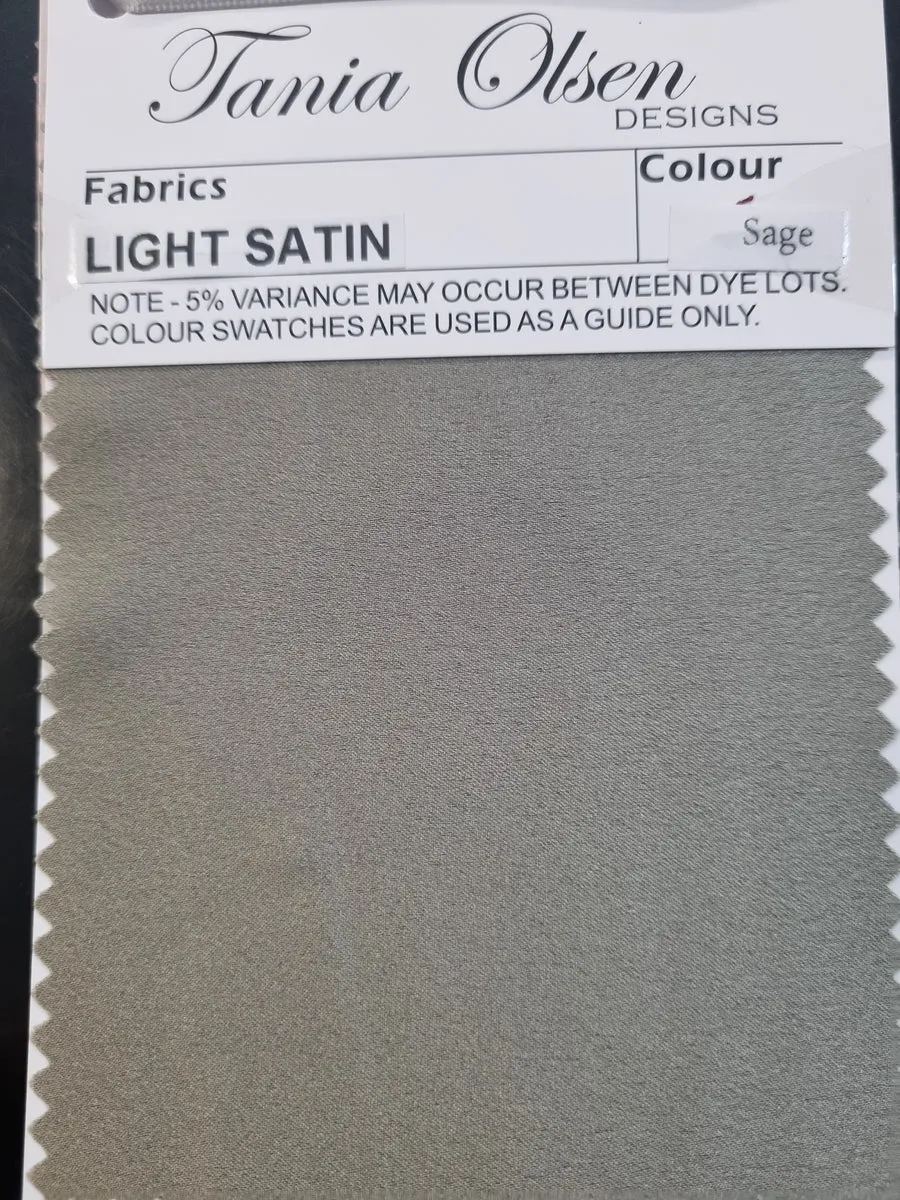 Tania Olsen
DESIGNS
Fabrics
Colour
LIGHT SATIN
Sage
NOTE - 5% VARIANCE MAY OCCUR BETWEEN DYE LOTS.
COLOUR SWATCHES ARE USED AS A GUIDE ONLY.